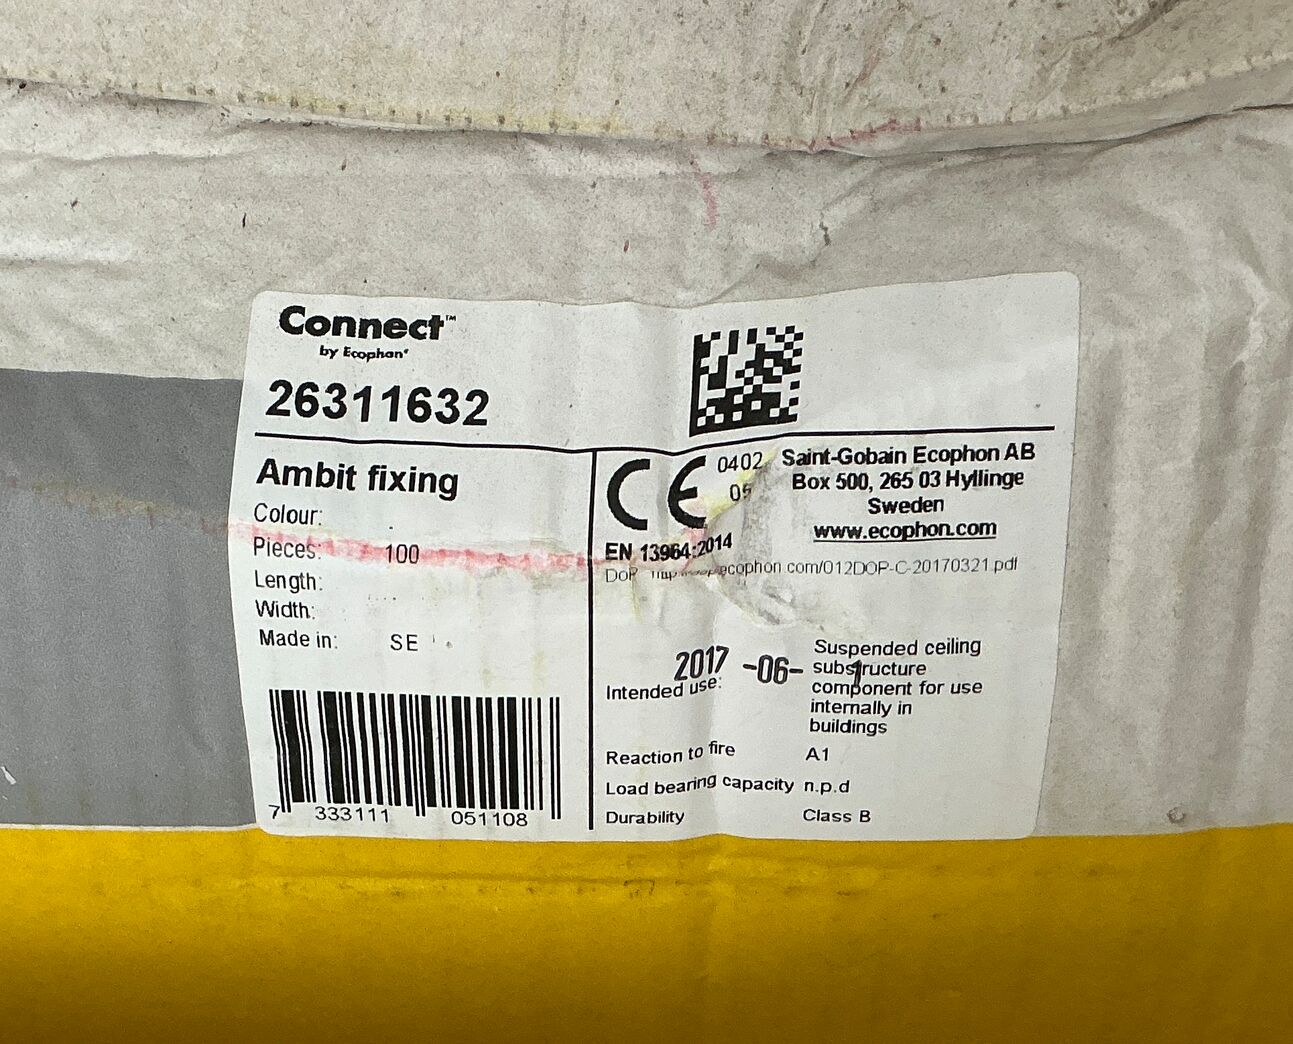 Connect™
by Ecophon®
26311632
Ambit fixing
Colour:
Pieces: 100
Length:
Width:
Made in: SE
7 333111 051108
CE 0402
05
EN 13964:2014
Saint-Gobain Ecophon AB
Box 500, 265 03 Hyllinge
Sweden
www.ecophon.com
DoP ecophon.com/012DOP-C-20170321.pdf
2017 -06- 1
Intended use: Suspended ceiling
substructure
component for use
internally in
buildings
Reaction to fire A1
Load bearing capacity n.p.d
Durability Class B